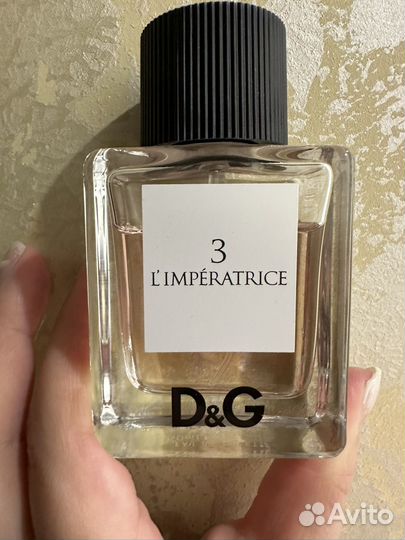 3
L'IMPÉRATRICE
D&G
Avito